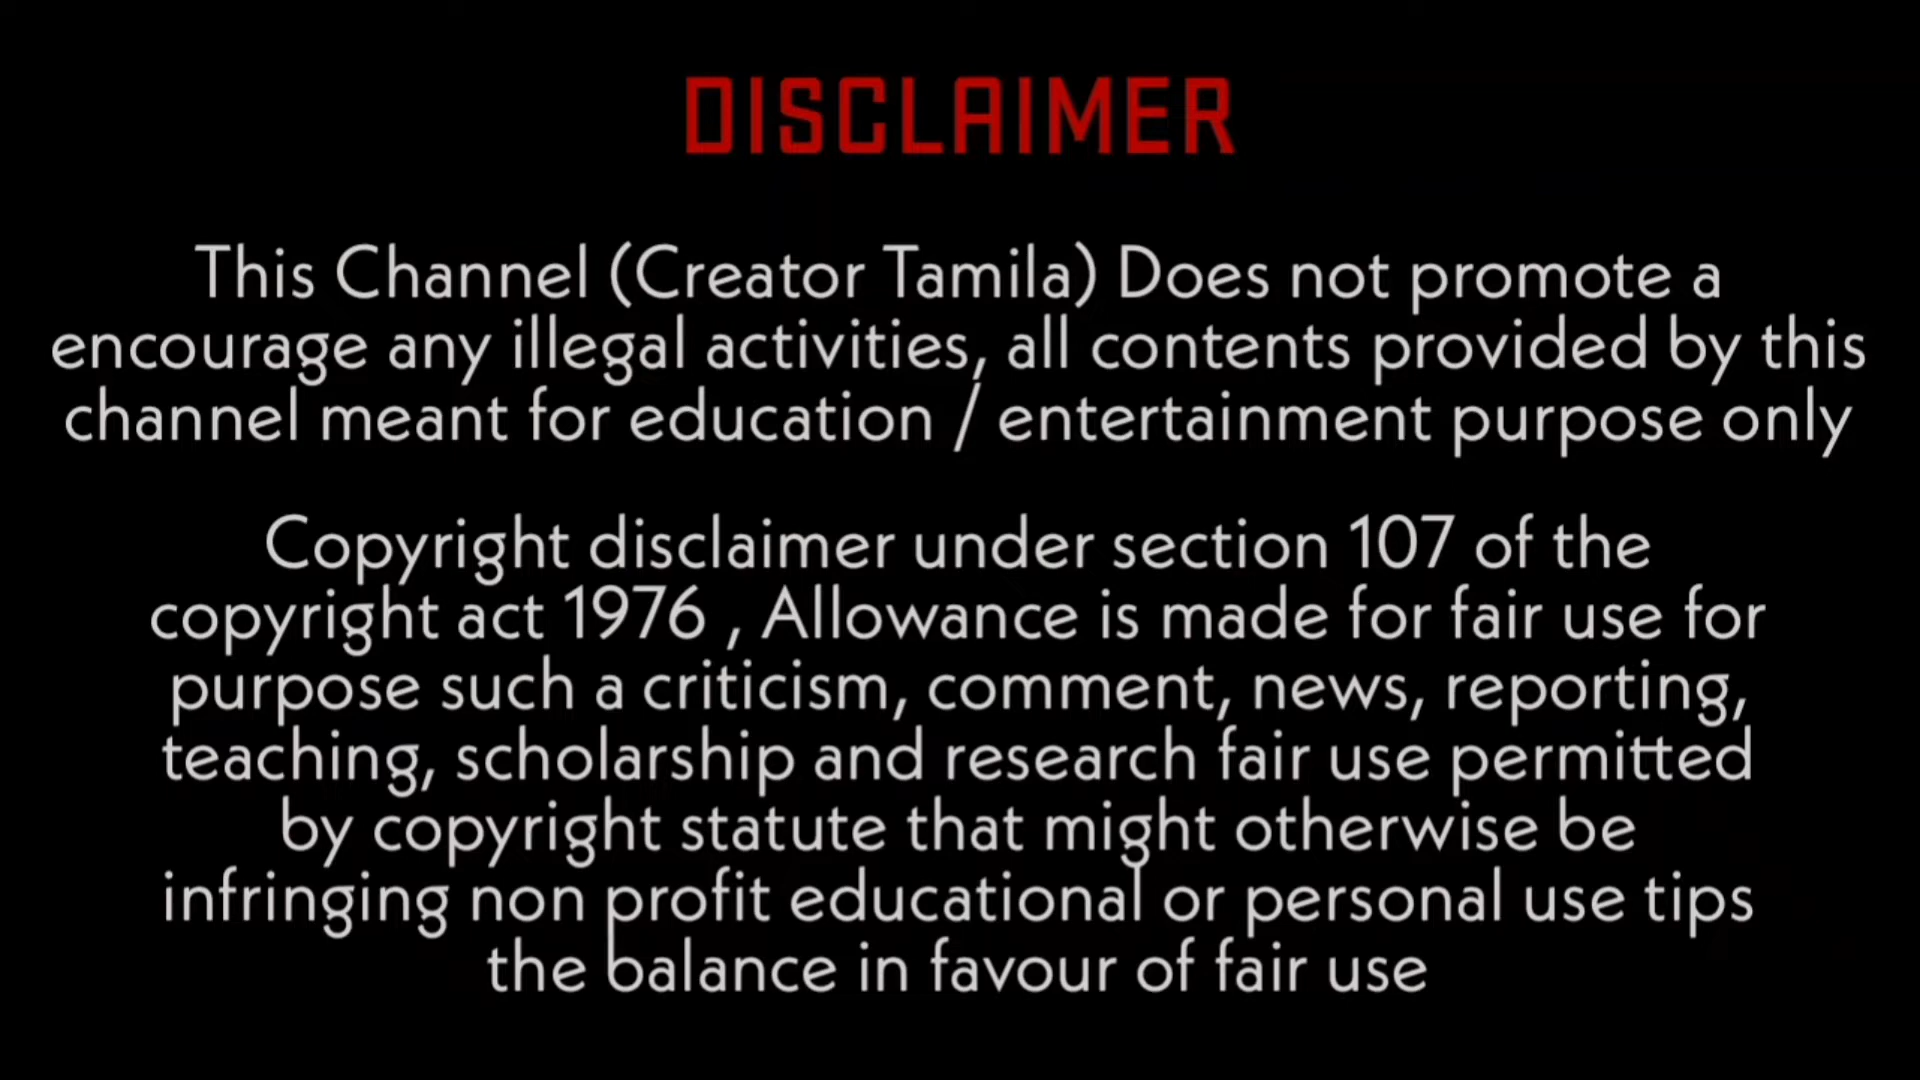 DISCLAIMER
This Channel (Creator Tamila) Does not promote a
encourage any illegal activities, all contents provided by this
channel meant for education / entertainment purpose only
Copyright disclaimer under section 107 of the
copyright act 1976 , Allowance is made for fair use for
purpose such a criticism, comment, news, reporting,
teaching, scholarship and research fair use permitted
by copyright statute that might otherwise be
infringing non profit educational or personal use tips
the balance in favour of fair use